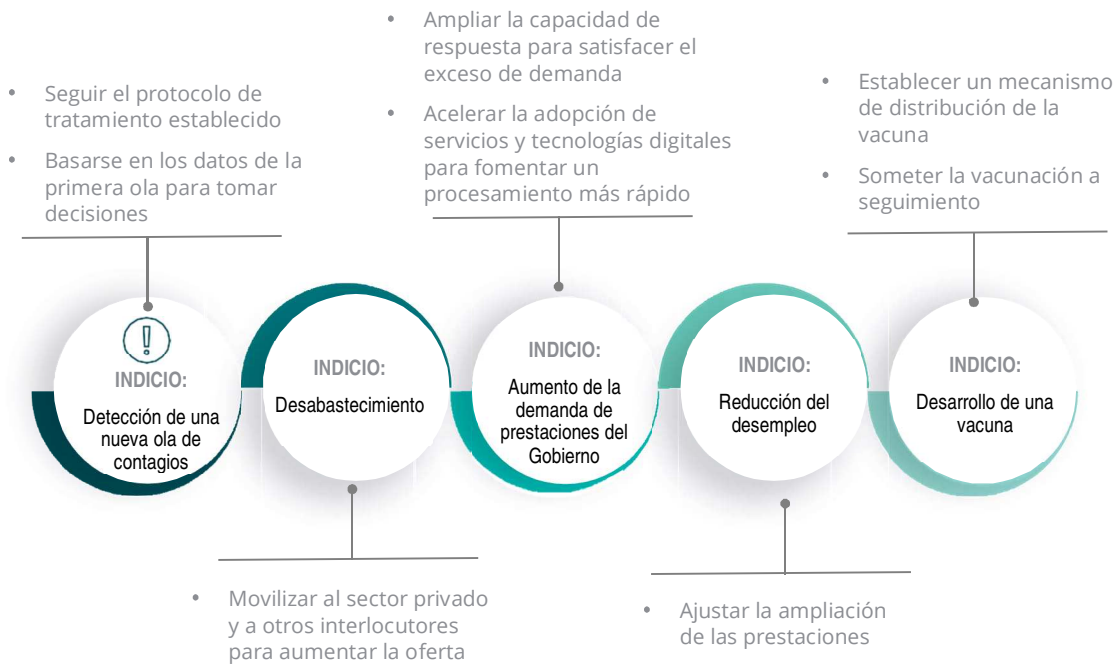 • Seguir el protocolo de
tratamiento establecido
• Basarse en los datos de la
primera ola para tomar
decisiones
• Ampliar la capacidad de
respuesta para satisfacer el
exceso de demanda
• Acelerar la adopción de
servicios y tecnologías digitales
para fomentar un
procesamiento más rápido
• Establecer un mecanismo
de distribución de la
vacuna
• Someter la vacunación a
seguimiento
INDICIO:
Detección de una
nueva ola de
contagios
INDICIO:
Desabastecimiento
INDICIO:
Aumento de la
demanda de
prestaciones del
Gobierno
INDICIO:
Reducción del
desempleo
INDICIO:
Desarrollo de una
vacuna
• Movilizar al sector privado
y a otros interlocutores
para aumentar la oferta
• Ajustar la ampliación
de las prestaciones